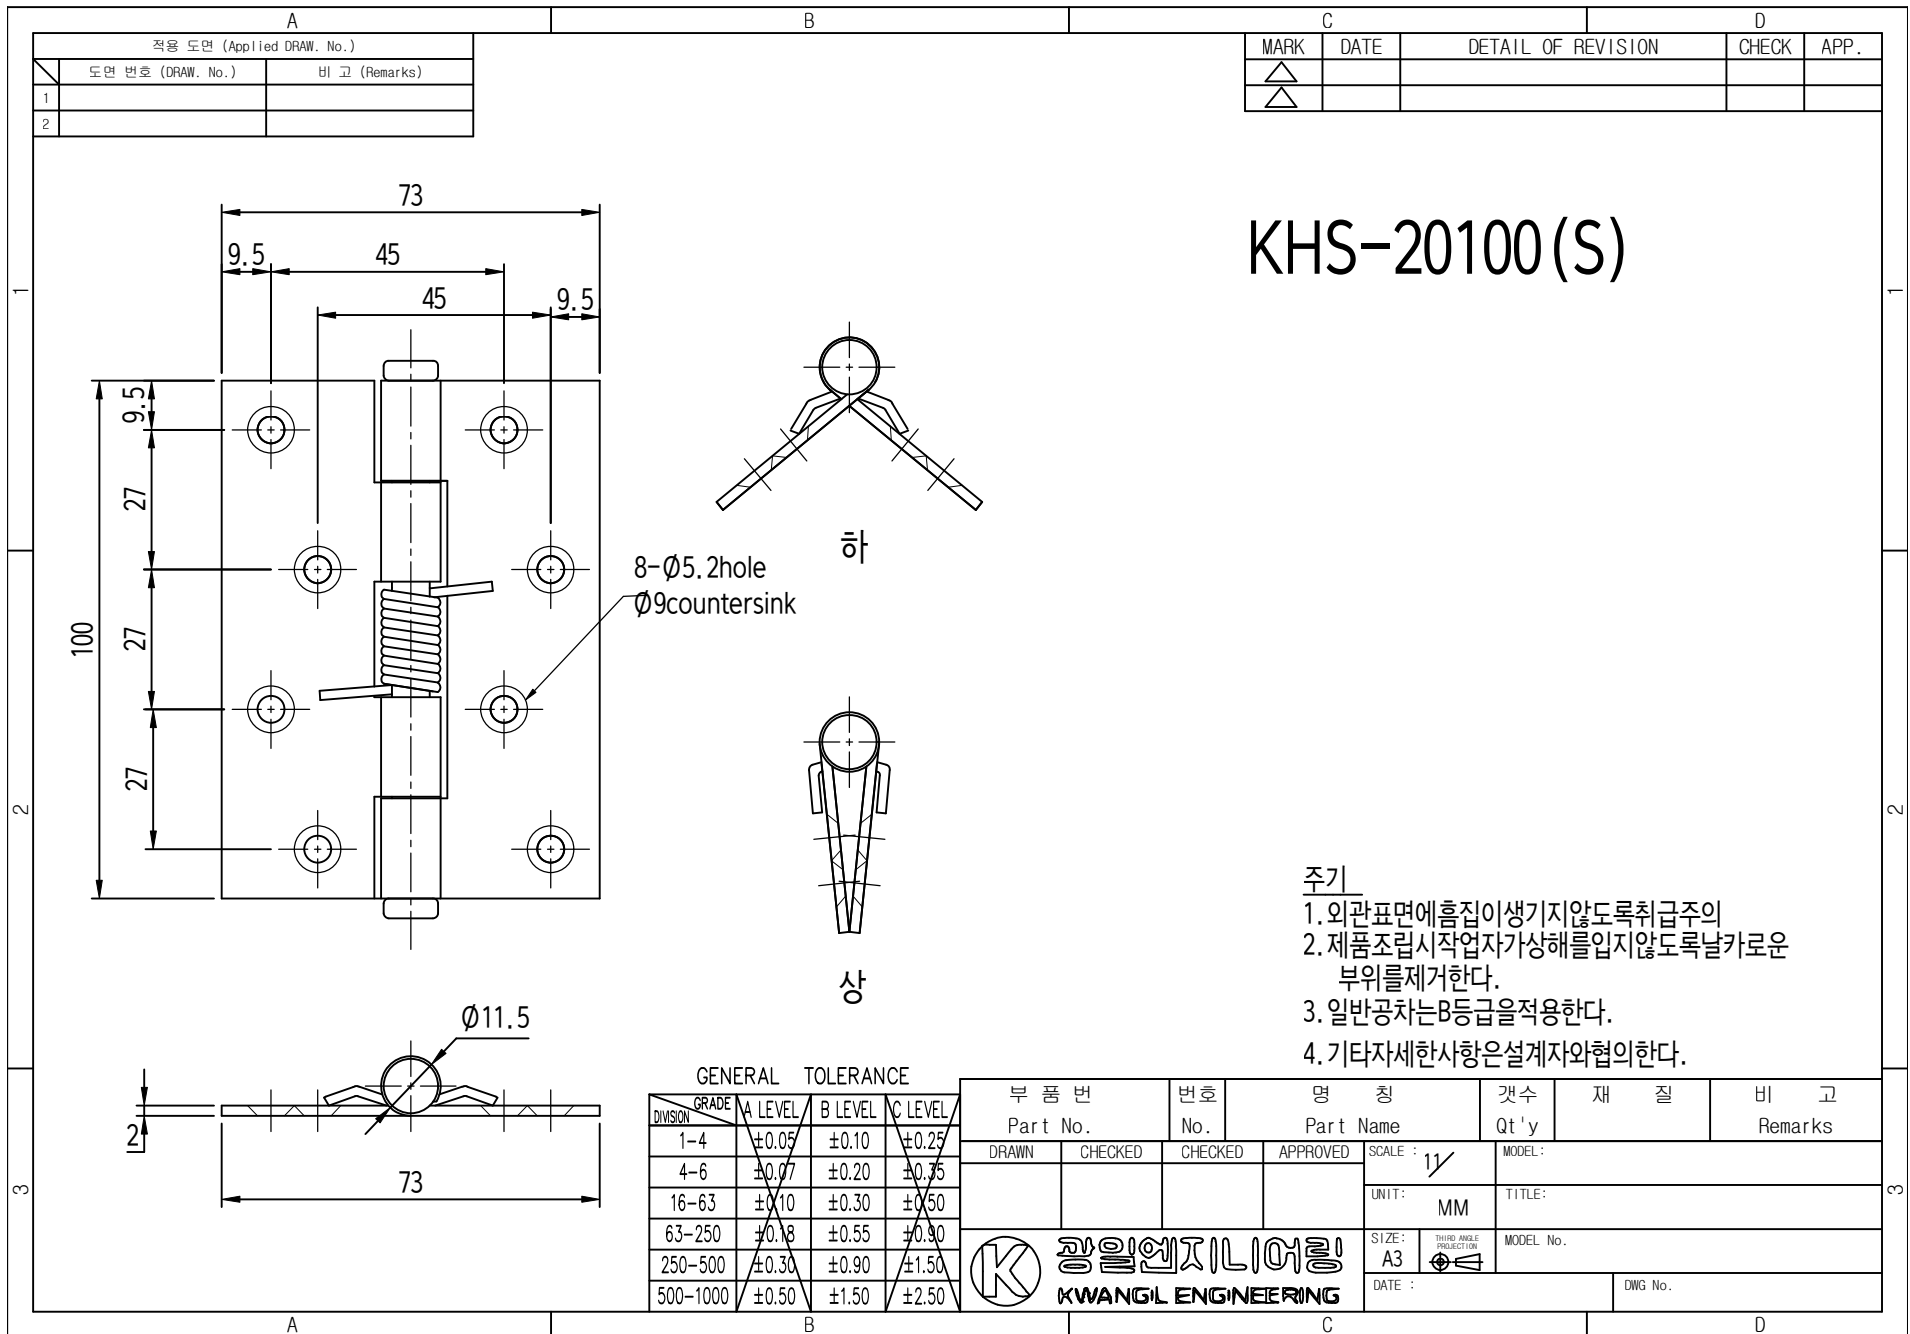 A B C D
적용 도면 (Applied DRAW. No.)
도면 번호 (DRAW. No.) 비 고 (Remarks)
1
2
MARK DATE DETAIL OF REVISION CHECK APP.
KHS-20100(S)
73
9.5 45
45 9.5
9.5
27
27
27
100
8-Ø5.2hole
Ø9countersink
하
상
Ø11.5
2
73
1
2
3
1
2
3
주기
1.외관표면에흠집이생기지않도록취급주의
2.제품조립시작업자가상해를입지않도록날카로운
부위를제거한다.
3.일반공차는B등급을적용한다.
4.기타자세한사항은설계자와협의한다.
GENERAL TOLERANCE
DIVISION GRADE A LEVEL B LEVEL C LEVEL
1-4 ±0.05 ±0.10 ±0.25
4-6 ±0.07 ±0.20 ±0.35
16-63 ±0.10 ±0.30 ±0.50
63-250 ±0.18 ±0.55 ±0.90
250-500 ±0.30 ±0.90 ±1.50
500-1000 ±0.50 ±1.50 ±2.50
부 품 번 번호 명 칭 갯수 재 질 비 고
Part No. No. Part Name Qt'y Remarks
DRAWN CHECKED CHECKED APPROVED SCALE : 1/1 MODEL:
UNIT: MM TITLE:
SIZE: A3 THIRD ANGLE PROJECTION MODEL No.
DATE : DWG No.
K 광일엔지니어링
KWANGIL ENGINEERING
A B C D